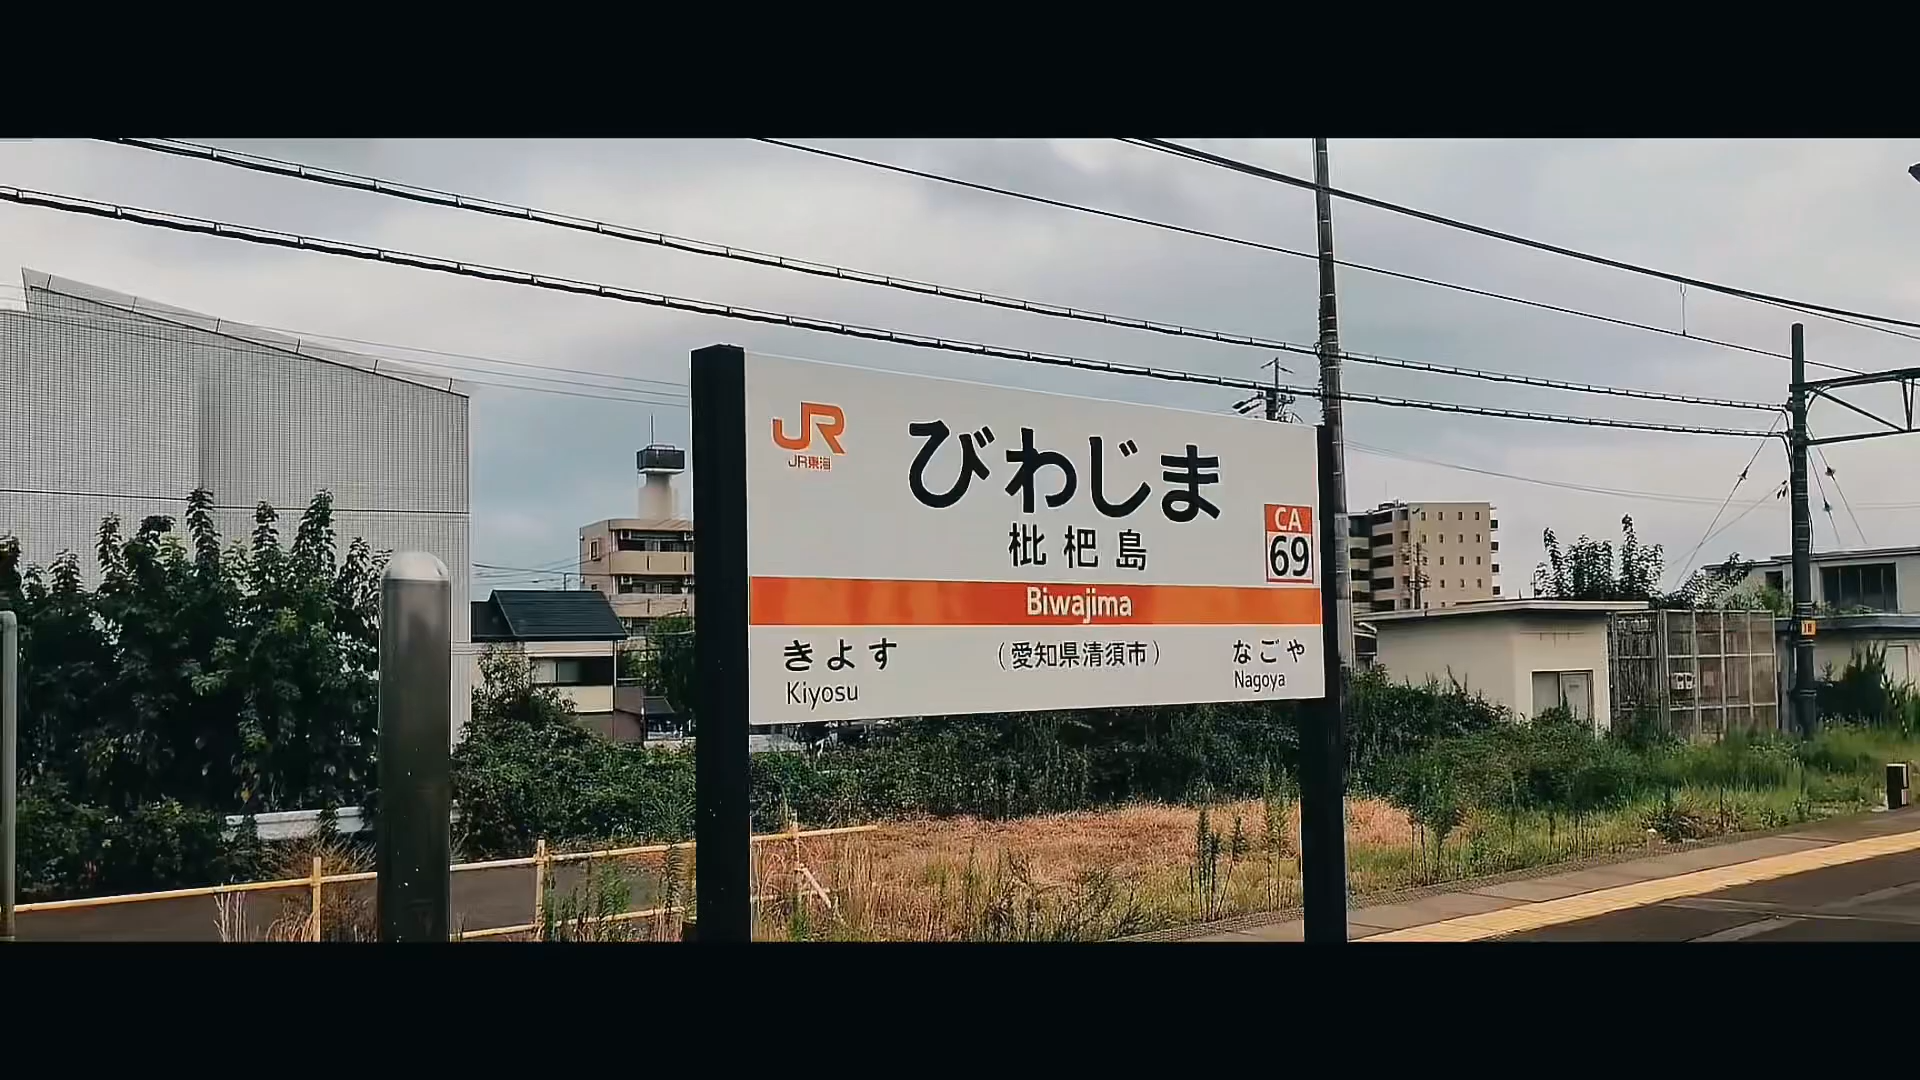 JR
JR東海
びわじま
枇杷島
CA
69
Biwajima
きよす
(愛知県清須市)
なごや
Kiyosu
Nagoya